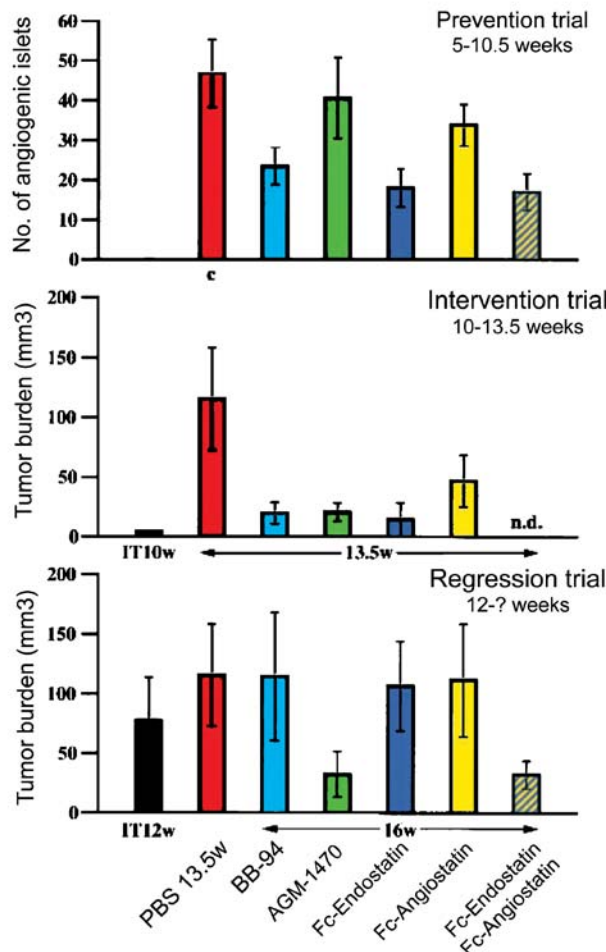 Prevention trial
5-10.5 weeks
No. of angiogenic islets
60
50
40
30
20
10
0
c
Intervention trial
10-13.5 weeks
Tumor burden (mm3)
200
150
100
50
0
n.d.
IT10w
13.5w
Regression trial
12-? weeks
Tumor burden (mm3)
200
150
100
50
0
IT12w
16w
PBS 13.5w
BB-94
AGM-1470
Fc-Endostatin
Fc-Angiostatin
Fc-Endostatin
Fc-Angiostatin